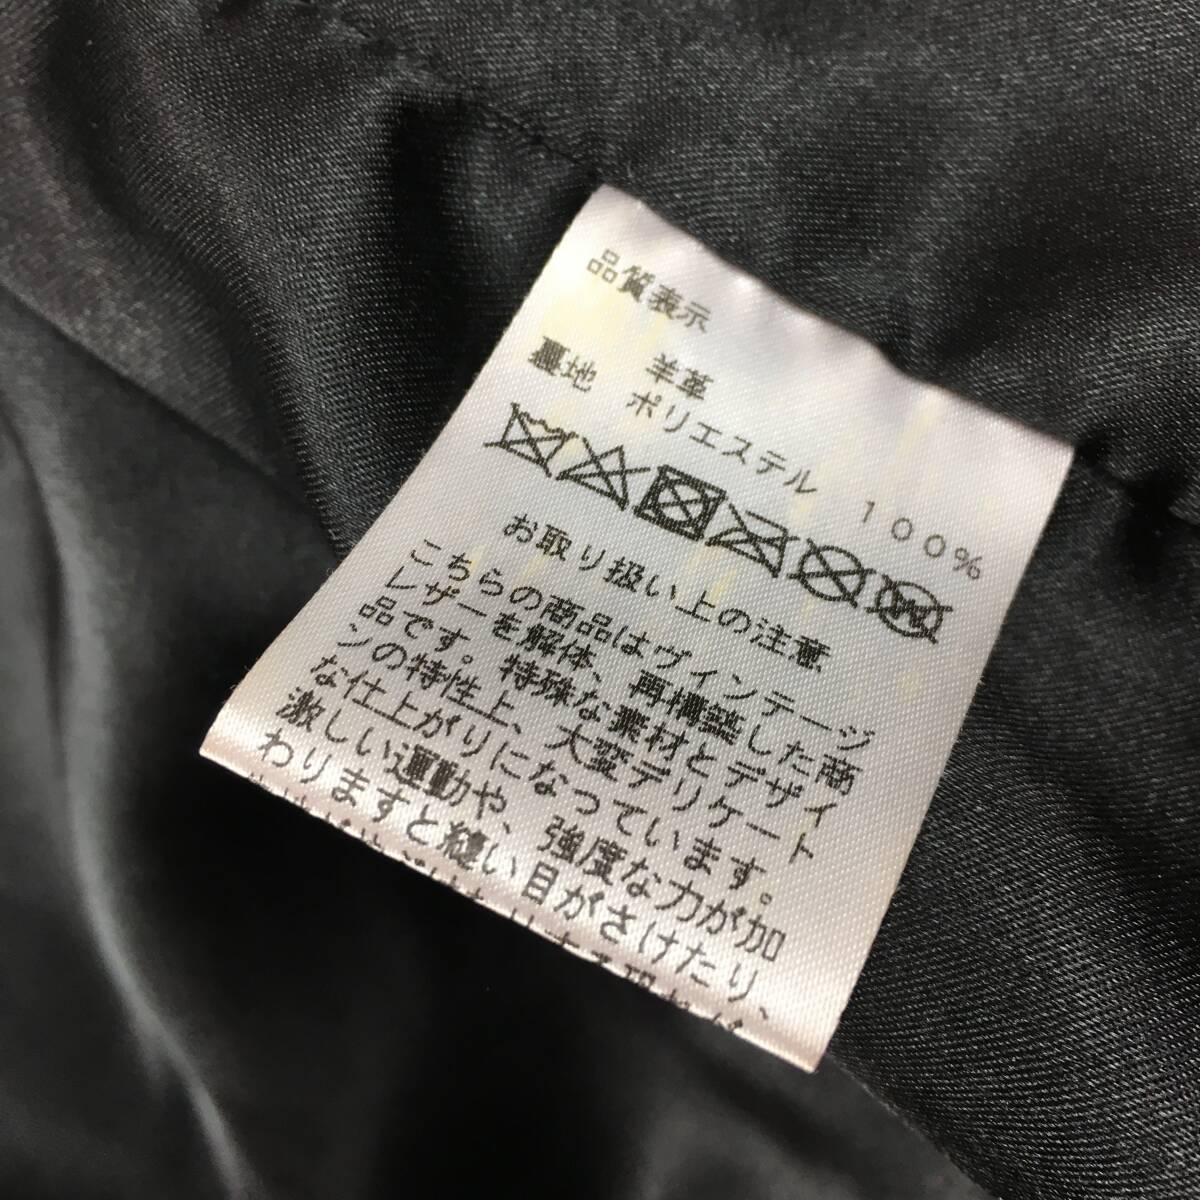 品質表示
羊革
裏地　ポリエステル　１００％
お取り扱い上の注意
こちらの商品はヴィンテージ
レザーを解体、再構築した商
品です。特殊な素材とデザイ
ンの特性上、大変デリケート
な仕上がりになっています。
激しい運動や、強度な力が加
わりますと縫い目がさけたり、